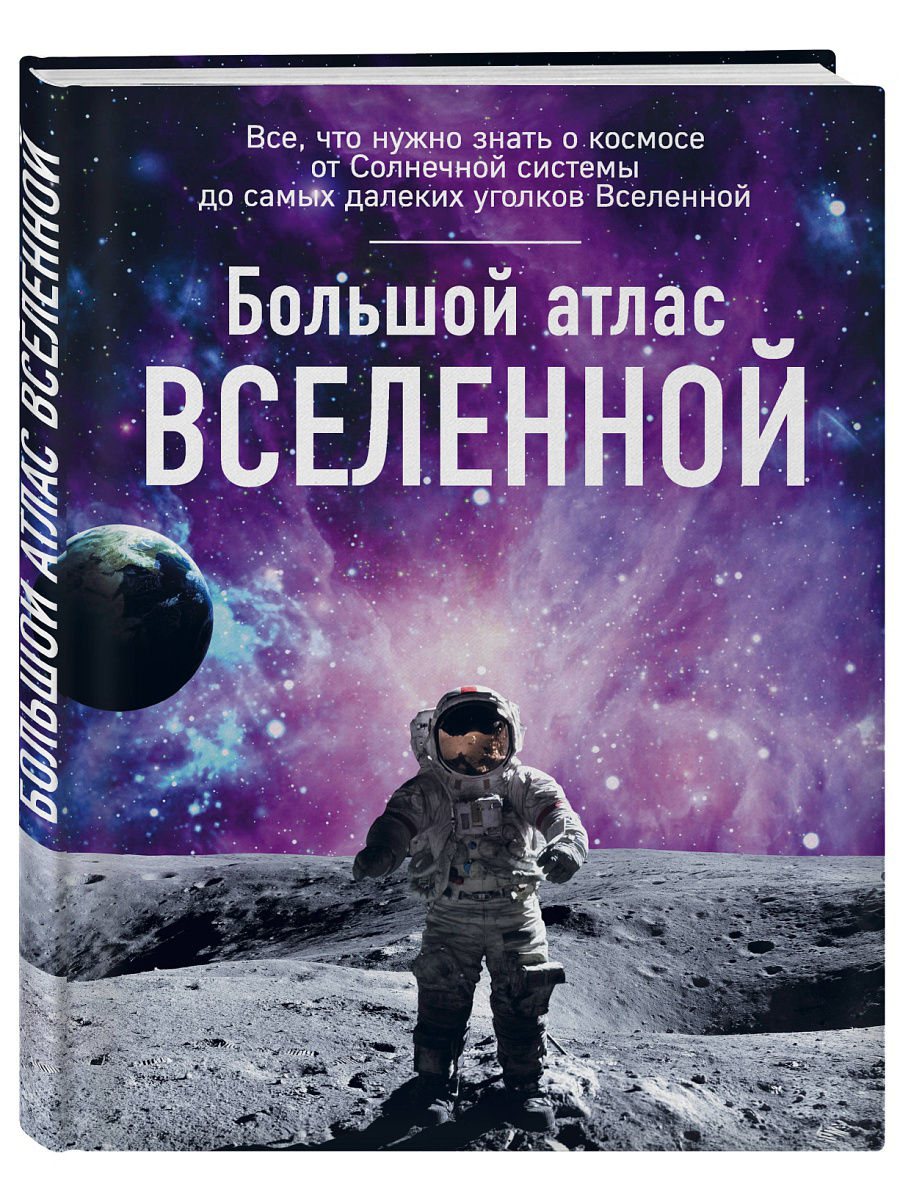 Все, что нужно знать о космосе
от Солнечной системы
до самых далеких уголков Вселенной
Большой атлас
ВСЕЛЕННОЙ
БОЛЬШОЙ АТЛАС ВСЕЛЕННОЙ